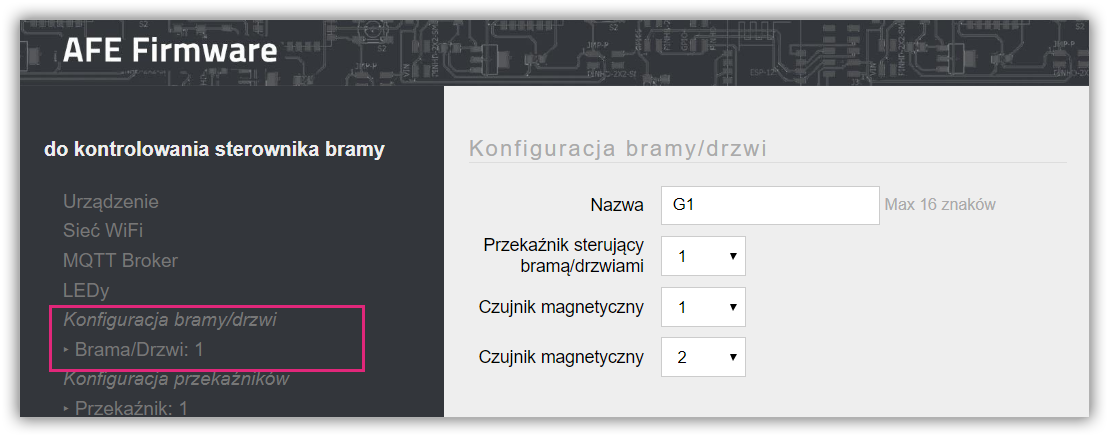 AFE Firmware
do kontrolowania sterownika bramy
Urządzenie
Sieć WiFi
MQTT Broker
LEDy
Konfiguracja bramy/drzwi
‣ Brama/Drzwi: 1
Konfiguracja przekaźników
‣ Przekaźnik: 1
Konfiguracja bramy/drzwi
Nazwa G1 Max 16 znaków
Przekaźnik sterujący
bramą/drzwiami 1
Czujnik magnetyczny 1
Czujnik magnetyczny 2